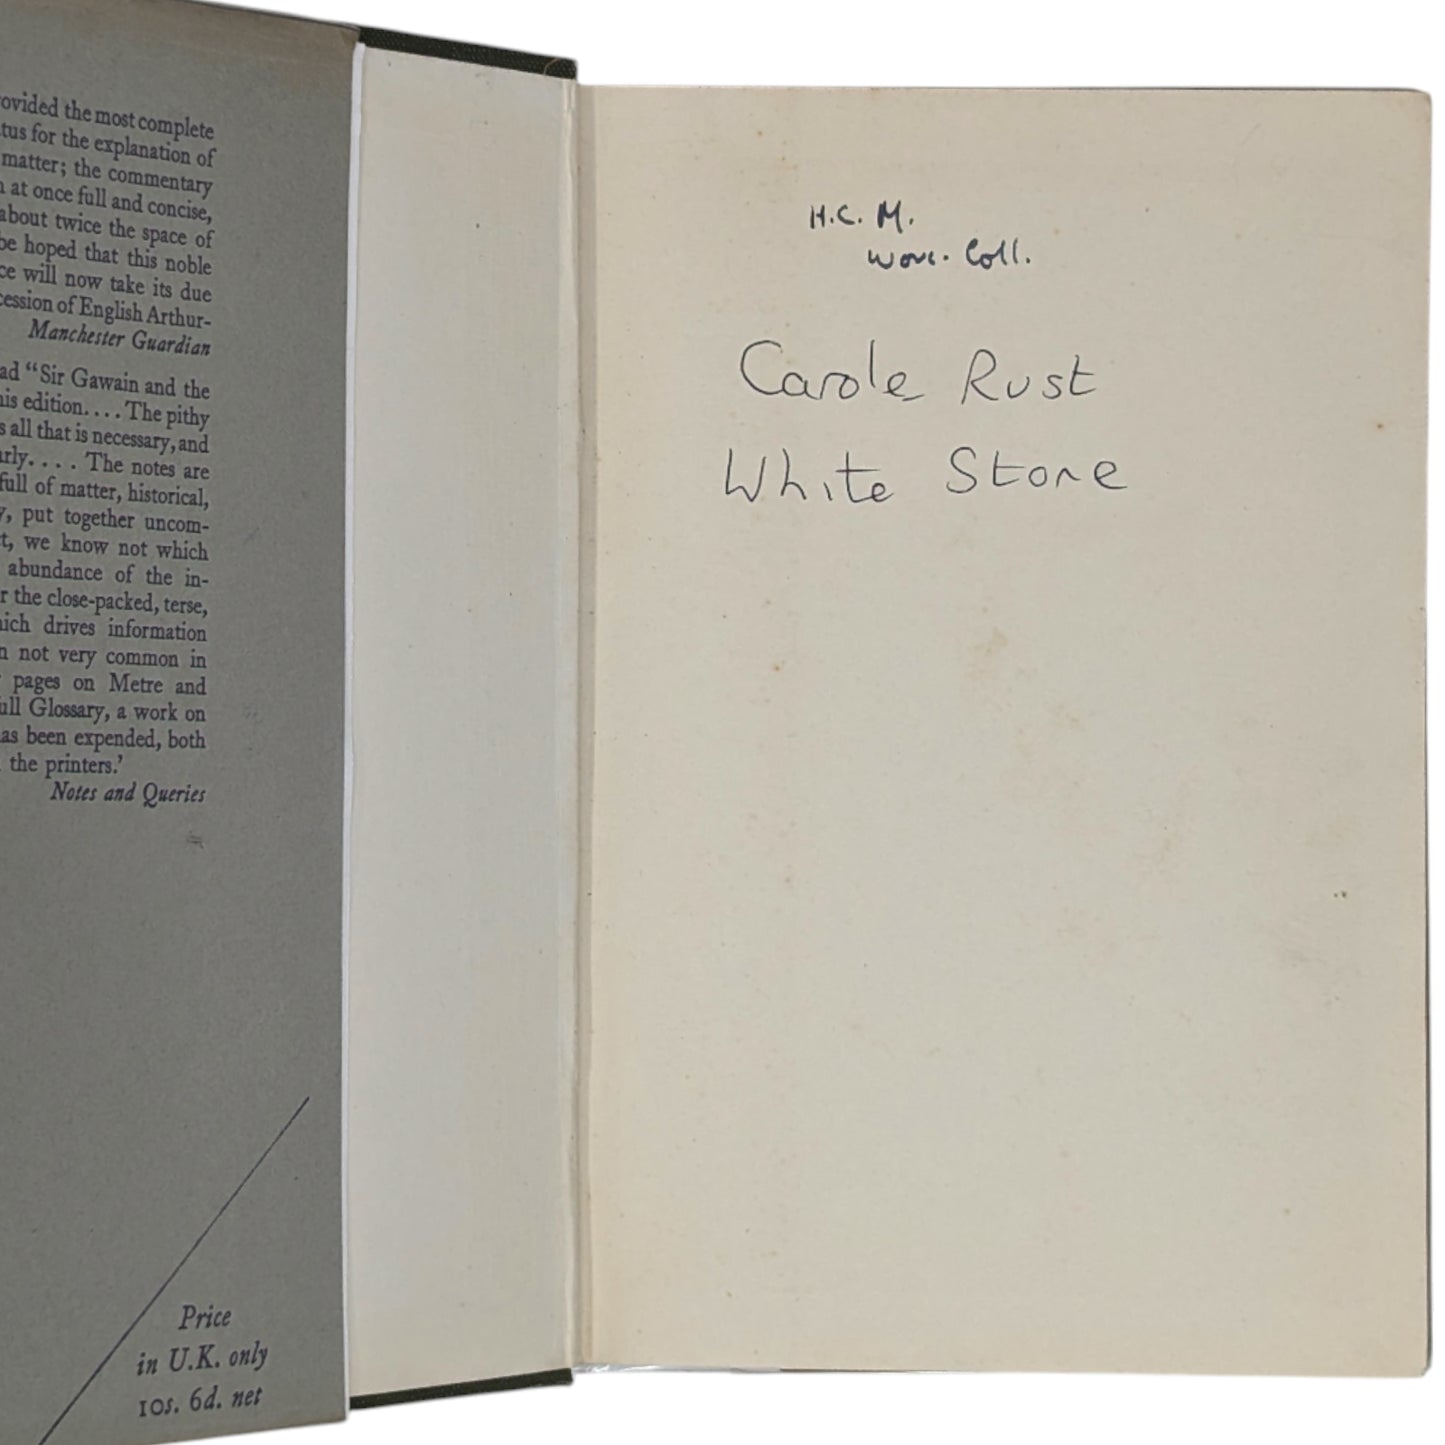 ovided the most complete
tus for the explanation of
matter; the commentary
at once full and concise,
about twice the space of
be hoped that this noble
ce will now take its due
cession of English Arthur-
Manchester Guardian
ad “Sir Gawain and the
his edition. . . . The pithy
s all that is necessary, and
arly. . . . The notes are
full of matter, historical,
y, put together uncom-
t, we know not which
abundance of the in-
r the close-packed, terse,
hich drives information
n not very common in
pages on Metre and
ull Glossary, a work on
as been expended, both
the printers.’
Notes and Queries
Price
in U.K. only
10s. 6d. net
H.C. M.
Worc. Coll.
Carole Rust
White Stone